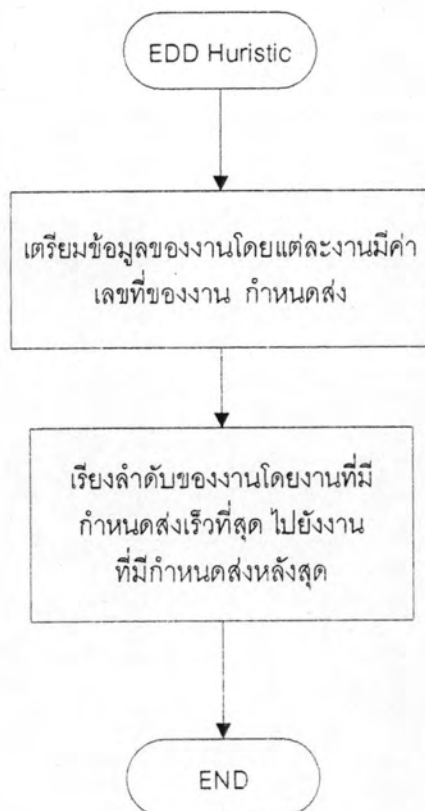 EDD Huristic
เตรียมข้อมูลของงานโดยแต่ละงานมีค่า
เลขที่ของงาน กำหนดส่ง
เรียงลำดับของงานโดยงานที่มี
กำหนดส่งเร็วที่สุด ไปยังงาน
ที่มีกำหนดส่งหลังสุด
END